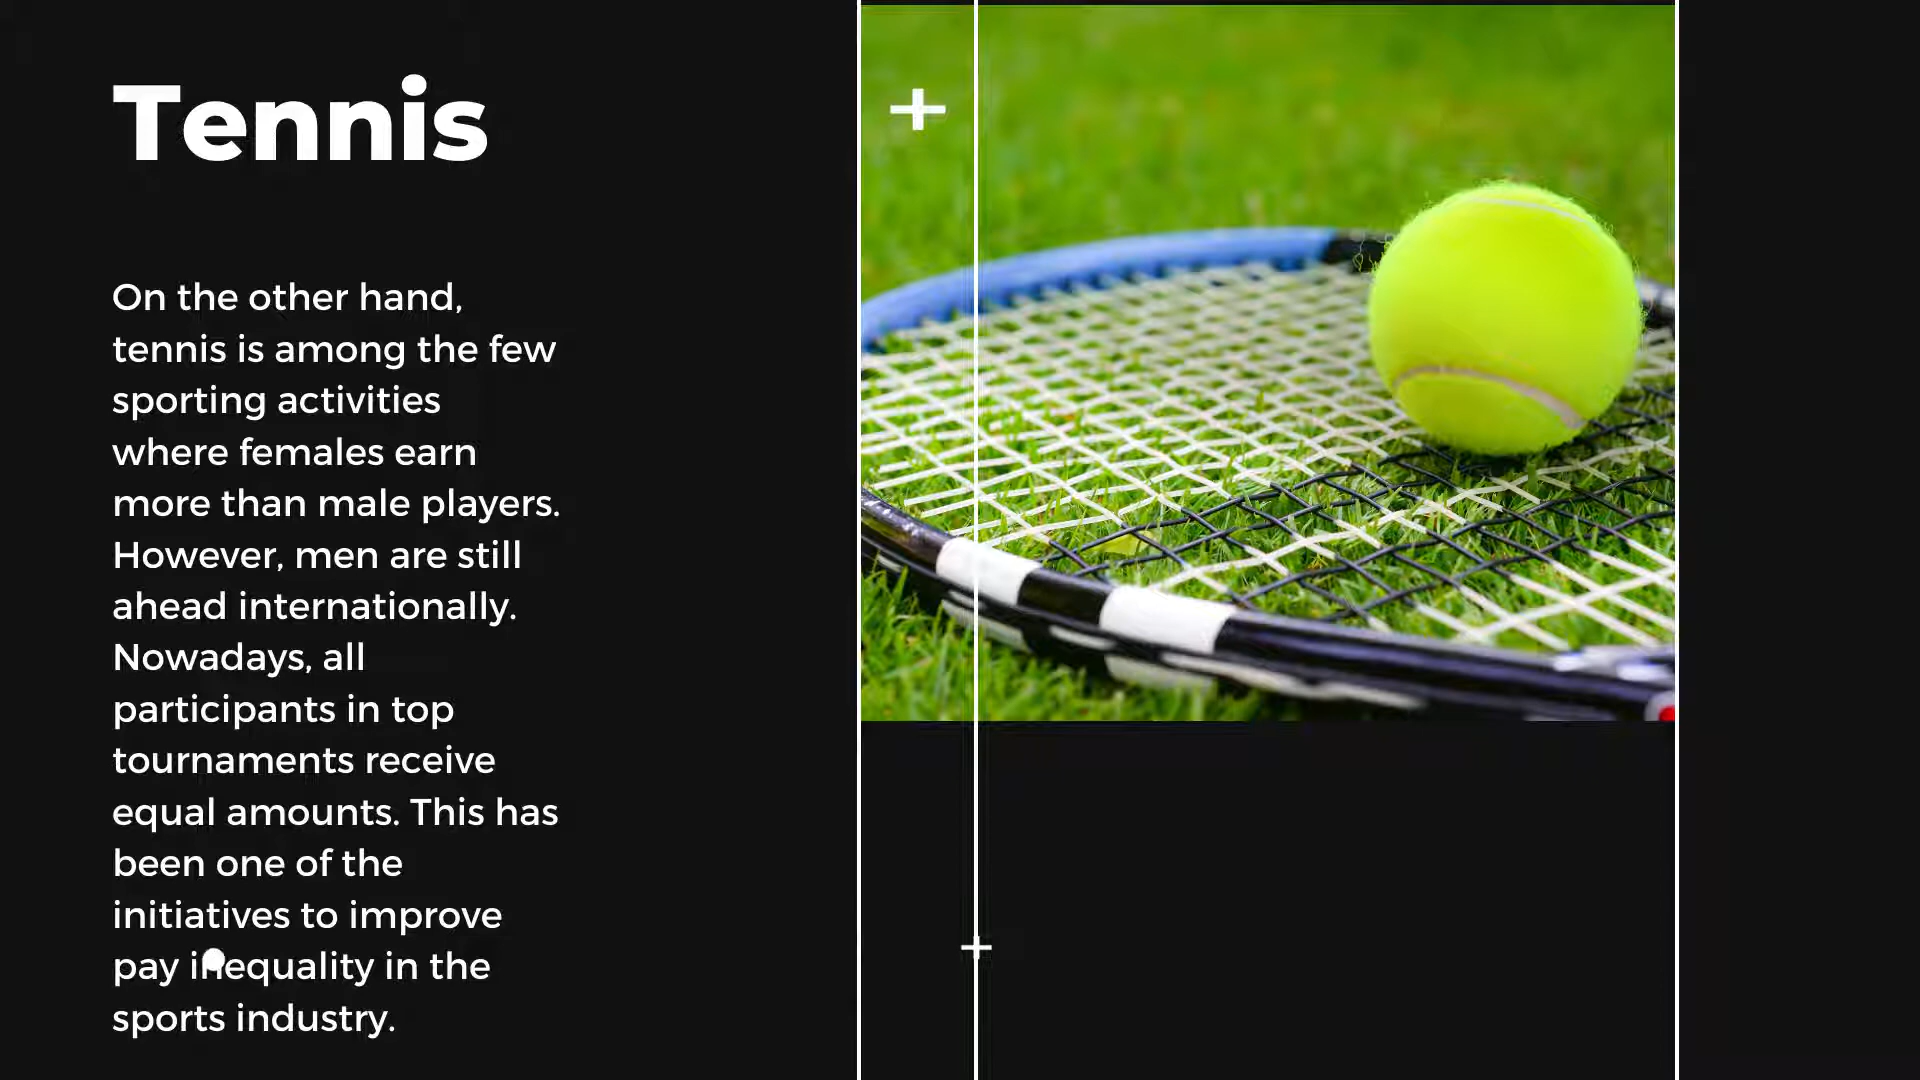 Tennis
On the other hand,
tennis is among the few
sporting activities
where females earn
more than male players.
However, men are still
ahead internationally.
Nowadays, all
participants in top
tournaments receive
equal amounts. This has
been one of the
initiatives to improve
pay inequality in the
sports industry.